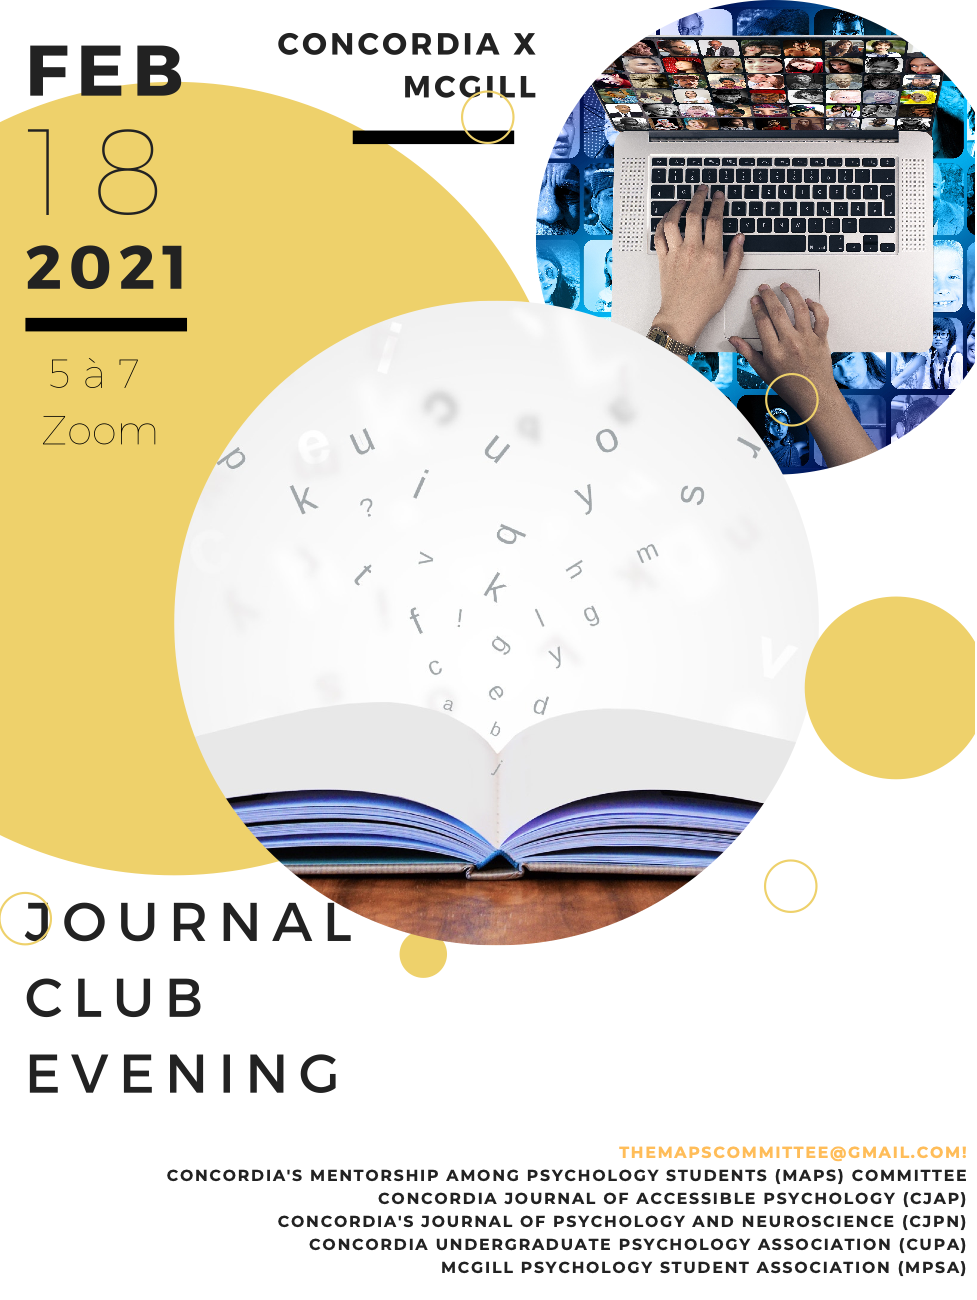 FEB
18
2021
5 à 7
Zoom
CONCORDIA X
MCGILL
p
e
u
i
k
?
i
u
o
y
s
r
q
t
v
k
h
m
f
!
l
g
g
y
c
e
a
d
b
j
v
JOURNAL
CLUB
EVENING
THEMAPSCOMMITTEE@GMAIL.COM!
CONCORDIA'S MENTORSHIP AMONG PSYCHOLOGY STUDENTS (MAPS) COMMITTEE
CONCORDIA JOURNAL OF ACCESSIBLE PSYCHOLOGY (CJAP)
CONCORDIA'S JOURNAL OF PSYCHOLOGY AND NEUROSCIENCE (CJPN)
CONCORDIA UNDERGRADUATE PSYCHOLOGY ASSOCIATION (CUPA)
MCGILL PSYCHOLOGY STUDENT ASSOCIATION (MPSA)